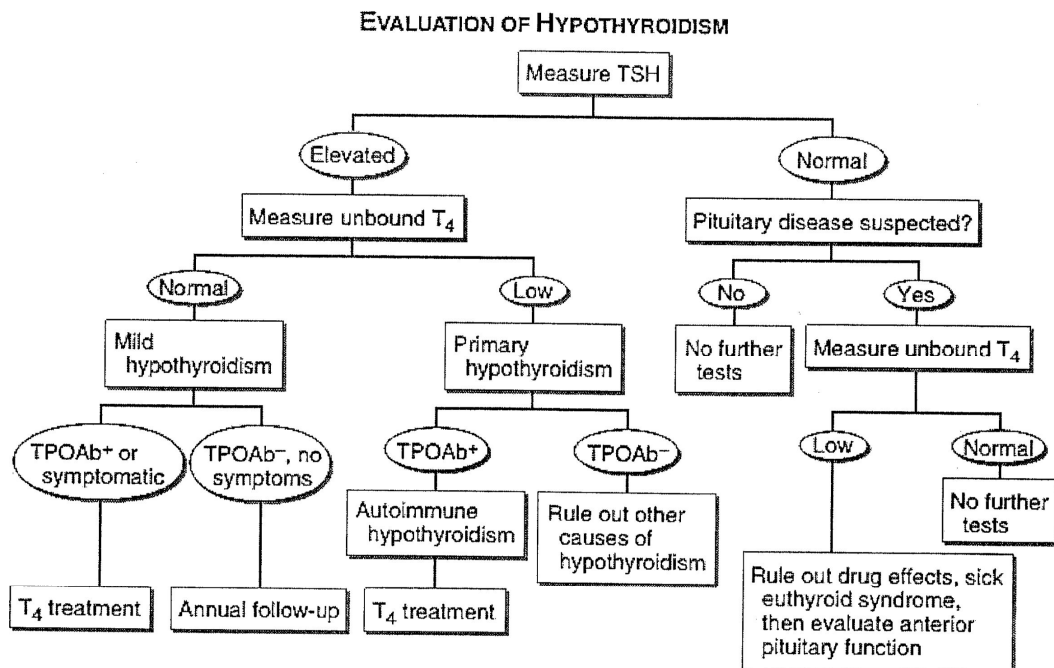 EVALUATION OF HYPOTHYROIDISM
Measure TSH
Elevated
Normal
Measure unbound T4
Pituitary disease suspected?
Normal
Low
No
Yes
Mild
hypothyroidism
Primary
hypothyroidism
No further
tests
Measure unbound T4
TPOAb+ or
symptomatic
TPOAb–, no
symptoms
TPOAb+
TPOAb–
Low
Normal
Autoimmune
hypothyroidism
Rule out other
causes of
hypothyroidism
No further
tests
T4 treatment
Annual follow-up
T4 treatment
Rule out drug effects, sick
euthyroid syndrome,
then evaluate anterior
pituitary function